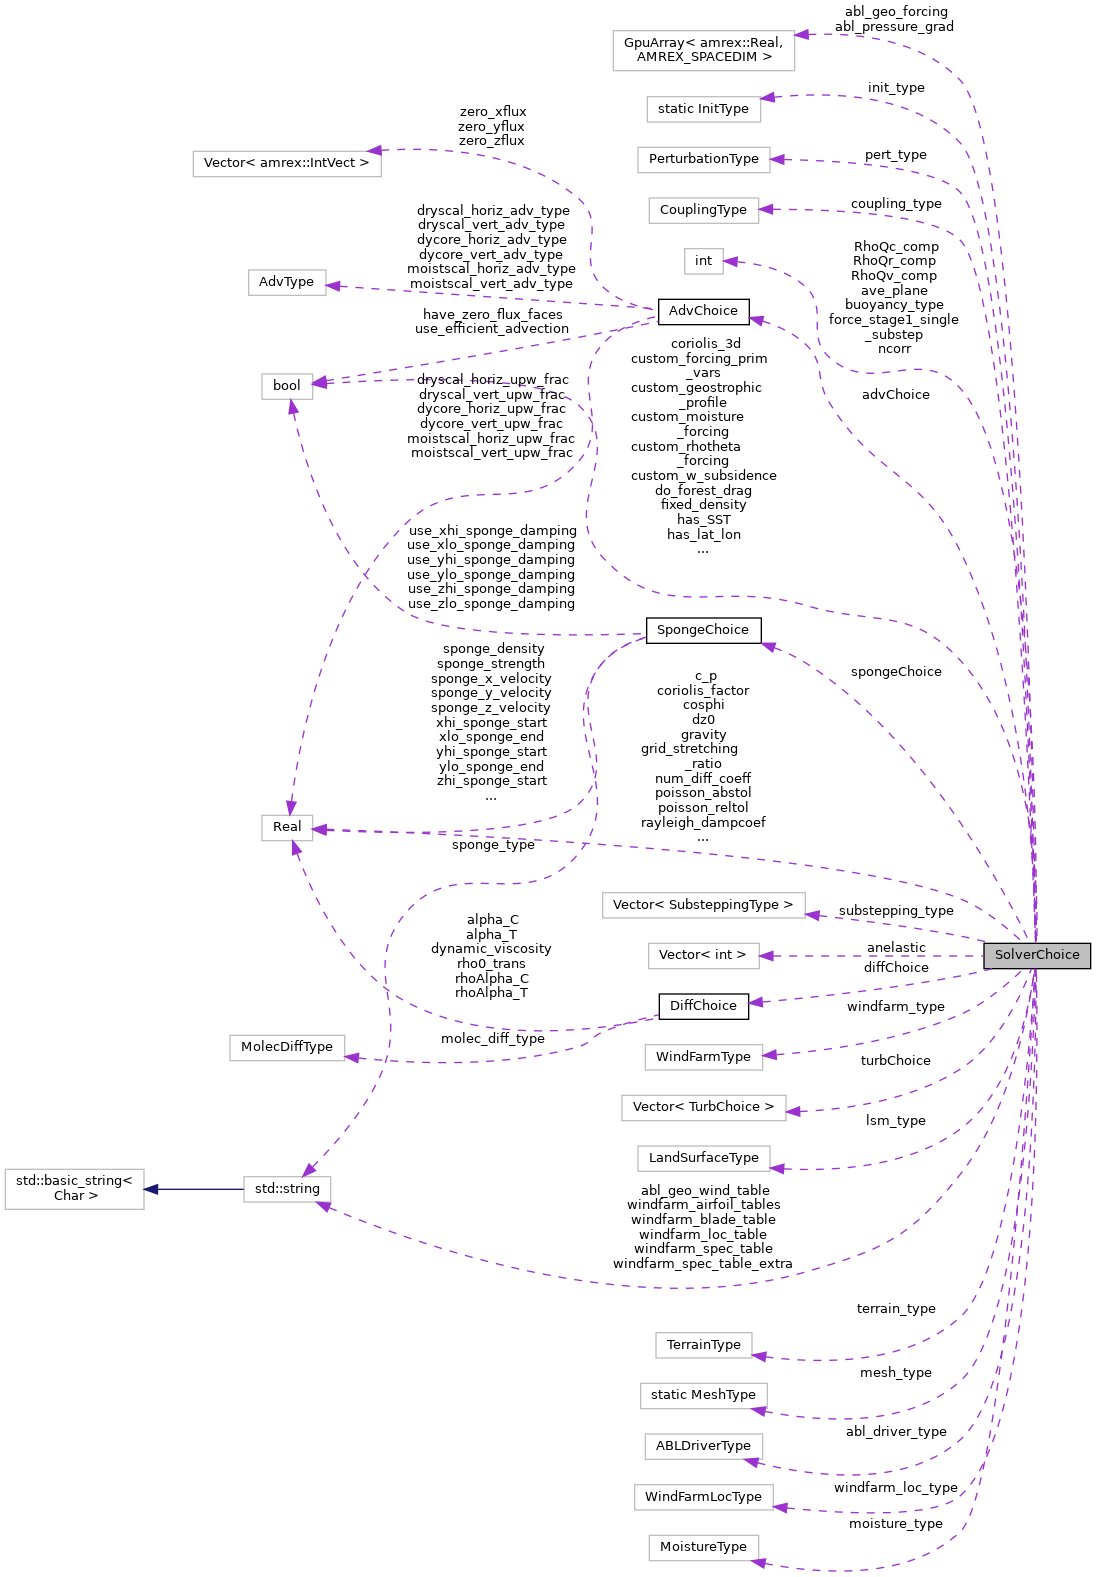 abl_geo_forcing
abl_pressure_grad
GpuArray< amrex::Real,
AMREX_SPACEDIM >
init_type
static InitType
zero_xflux
zero_yflux
zero_zflux
Vector< amrex::IntVect >
pert_type
PerturbationType
coupling_type
CouplingType
dryscal_horiz_adv_type
dryscal_vert_adv_type
dycore_horiz_adv_type
dycore_vert_adv_type
moistscal_horiz_adv_type
moistscal_vert_adv_type
AdvType
int
RhoQc_comp
RhoQr_comp
RhoQv_comp
ave_plane
buoyancy_type
force_stage1_single
_substep
ncorr
AdvChoice
have_zero_flux_faces
use_efficient_advection
bool
advChoice
dryscal_horiz_upw_frac
dryscal_vert_upw_frac
dycore_horiz_upw_frac
dycore_vert_upw_frac
moistscal_horiz_upw_frac
moistscal_vert_upw_frac
coriolis_3d
custom_forcing_prim
_vars
custom_geostrophic
_profile
custom_moisture
_forcing
custom_rhotheta
_forcing
custom_w_subsidence
do_forest_drag
fixed_density
has_SST
has_lat_lon
...
use_xhi_sponge_damping
use_xlo_sponge_damping
use_yhi_sponge_damping
use_ylo_sponge_damping
use_zhi_sponge_damping
use_zlo_sponge_damping
SpongeChoice
spongeChoice
sponge_density
sponge_strength
sponge_x_velocity
sponge_y_velocity
sponge_z_velocity
xhi_sponge_start
xlo_sponge_end
yhi_sponge_start
ylo_sponge_end
zhi_sponge_start
...
c_p
coriolis_factor
cosphi
dz0
gravity
grid_stretching
_ratio
num_diff_coeff
poisson_abstol
poisson_reltol
rayleigh_dampcoef
...
Real
sponge_type
Vector< SubsteppingType >
substepping_type
alpha_C
alpha_T
dynamic_viscosity
rho0_trans
rhoAlpha_C
rhoAlpha_T
Vector< int >
anelastic
SolverChoice
diffChoice
DiffChoice
windfarm_type
MolecDiffType
molec_diff_type
WindFarmType
turbChoice
Vector< TurbChoice >
lsm_type
LandSurfaceType
std::basic_string<
Char >
std::string
abl_geo_wind_table
windfarm_airfoil_tables
windfarm_blade_table
windfarm_loc_table
windfarm_spec_table
windfarm_spec_table_extra
terrain_type
TerrainType
mesh_type
static MeshType
abl_driver_type
ABLDriverType
windfarm_loc_type
WindFarmLocType
moisture_type
MoistureType